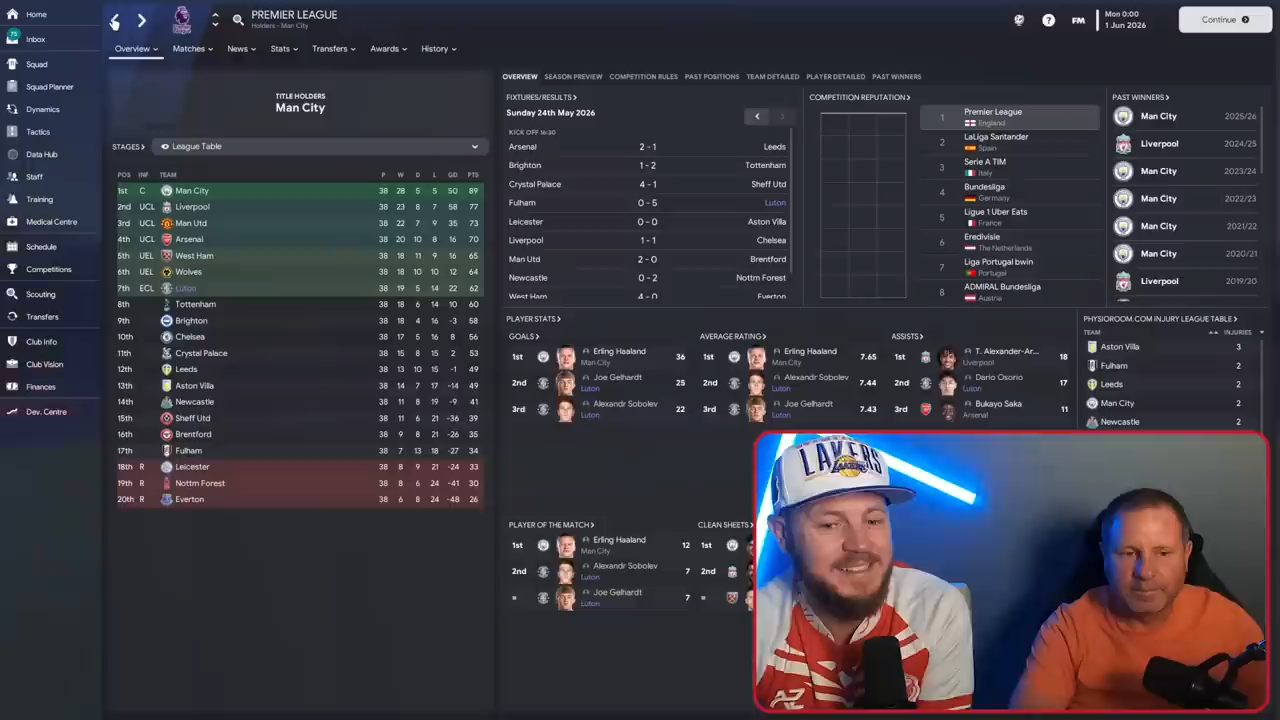 Home
75
Inbox
Squad
Squad Planner
Dynamics
Tactics
Data Hub
Staff
Training
Medical Centre
Schedule
Competitions
Scouting
Transfers
Club Info
Club Vision
Finances
Dev. Centre
PREMIER LEAGUE
Holders - Man City
FM
Mon 0:00
1 Jun 2026
Continue
Overview Matches News Stats Transfers Awards History
TITLE HOLDERS
Man City
STAGES> League Table
POS INF TEAM P W D L GD PTS
1st C Man City 38 28 5 5 50 89
2nd UCL Liverpool 38 23 8 7 58 77
3rd UCL Man Utd 38 22 7 9 35 73
4th UCL Arsenal 38 20 10 8 16 70
5th UEL West Ham 38 18 11 9 16 65
6th UEL Wolves 38 18 10 10 12 64
7th ECL Luton 38 19 5 14 22 62
8th Tottenham 38 18 6 14 10 60
9th Brighton 38 18 4 16 -3 58
10th Chelsea 38 17 5 16 8 56
11th Crystal Palace 38 15 8 15 2 53
12th Leeds 38 13 10 15 -1 49
13th Aston Villa 38 14 7 17 -14 49
14th Newcastle 38 11 8 19 -9 41
15th Sheff Utd 38 11 6 21 -36 39
16th Brentford 38 9 8 21 -26 35
17th Fulham 38 7 13 18 -27 34
18th R Leicester 38 8 9 21 -24 33
19th R Nottm Forest 38 8 6 24 -41 30
20th R Everton 38 6 8 24 -48 26
OVERVIEW SEASON PREVIEW COMPETITION RULES PAST POSITIONS TEAM DETAILED PLAYER DETAILED PAST WINNERS
FIXTURES/RESULTS>
Sunday 24th May 2026
KICK OFF 16:30
Arsenal 2 - 1 Leeds
Brighton 1 - 2 Tottenham
Crystal Palace 4 - 1 Sheff Utd
Fulham 0 - 5 Luton
Leicester 0 - 0 Aston Villa
Liverpool 1 - 1 Chelsea
Man Utd 2 - 0 Brentford
Newcastle 0 - 2 Nottm Forest
West Ham 4 - 0 Everton
COMPETITION REPUTATION>
1 Premier League
England
2 LaLiga Santander
Spain
3 Serie A TIM
Italy
4 Bundesliga
Germany
5 Ligue 1 Uber Eats
France
6 Eredivisie
The Netherlands
7 Liga Portugal bwin
Portugal
8 ADMIRAL Bundesliga
Austria
PAST WINNERS>
Man City 2025/26
Liverpool 2024/25
Man City 2023/24
Man City 2022/23
Man City 2021/22
Man City 2020/21
Liverpool 2019/20
PLAYER STATS>
GOALS>
1st Erling Haaland 36
Man City
2nd Joe Gelhardt 25
Luton
3rd Alexandr Sobolev 22
Luton
AVERAGE RATING>
1st Erling Haaland 7.65
Man City
2nd Alexandr Sobolev 7.44
Luton
3rd Joe Gelhardt 7.43
Luton
ASSISTS>
1st T. Alexander-Ar... 18
Liverpool
2nd Dario Osorio 17
Luton
3rd Bukayo Saka 11
Arsenal
PHYSIOROOM.COM INJURY LEAGUE TABLE>
TEAM INJURIES
Aston Villa 3
Fulham 2
Leeds 2
Man City 2
Newcastle 2
PLAYER OF THE MATCH>
1st Erling Haaland 12
Man City
2nd Alexandr Sobolev 7
Luton
= Joe Gelhardt 7
Luton
CLEAN SHEETS
1st
2nd
=
LAKERS
LAKERS